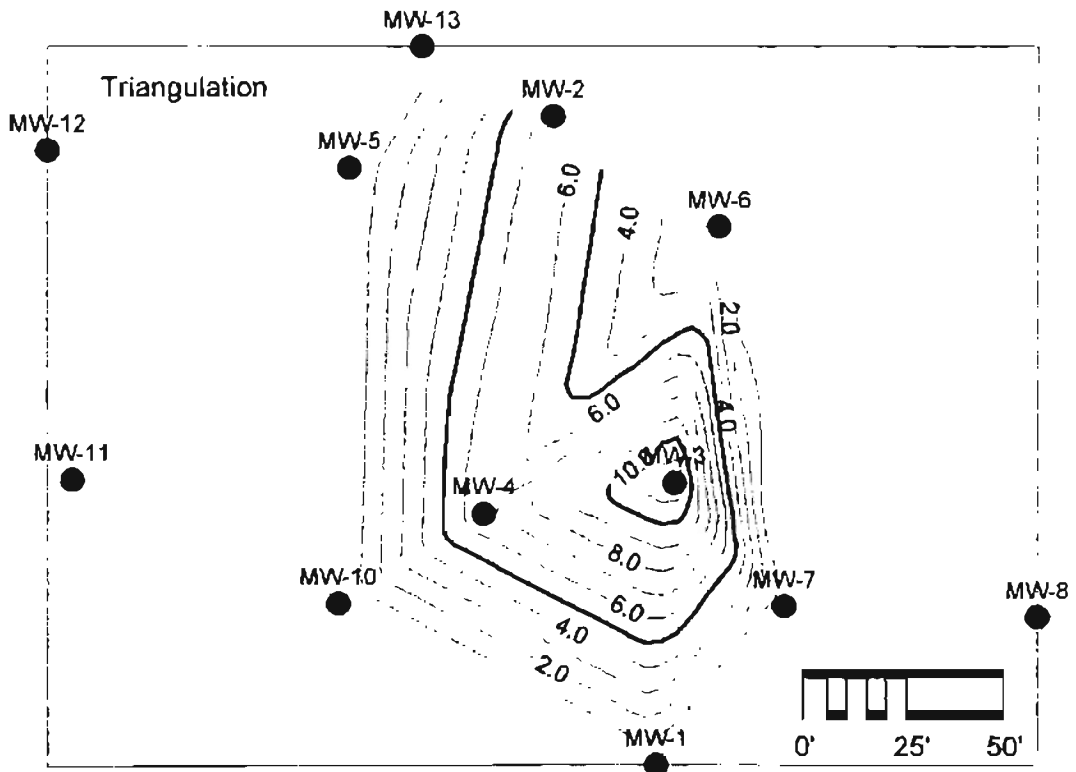 MW-13
Triangulation
MW-2
MW-12
MW-5
6.0
4.0
MW-6
2.0
6.0
4.0
MW-11
10.0
MW-3
MW-4
8.0
MW-10
6.0
MW-7
MW-8
4.0
2.0
MW-1
0' 25' 50'